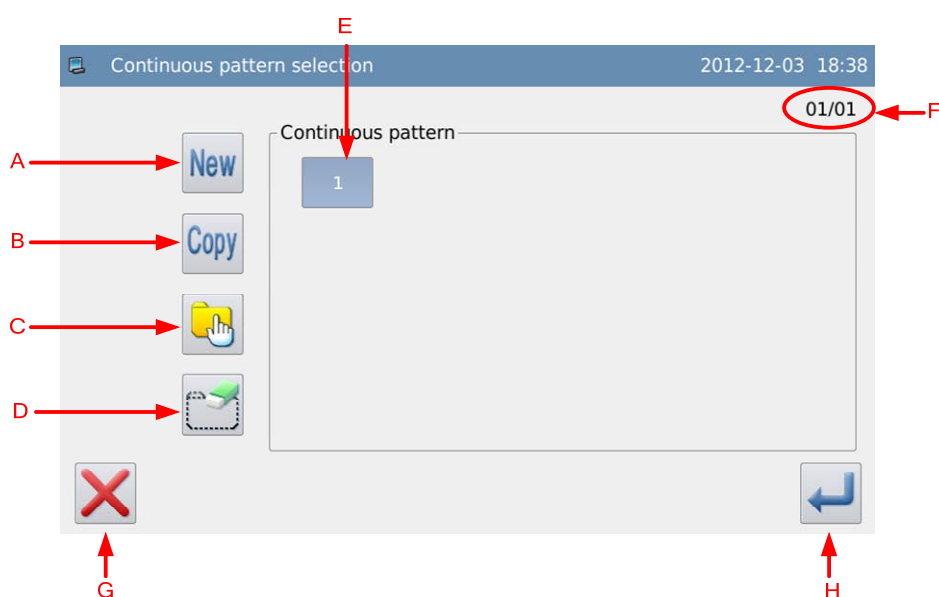 E
Continuous pattern selection 2012-12-03 18:38
01/01
F
Continuous pattern
A
New
1
B
Copy
C
D
G
H